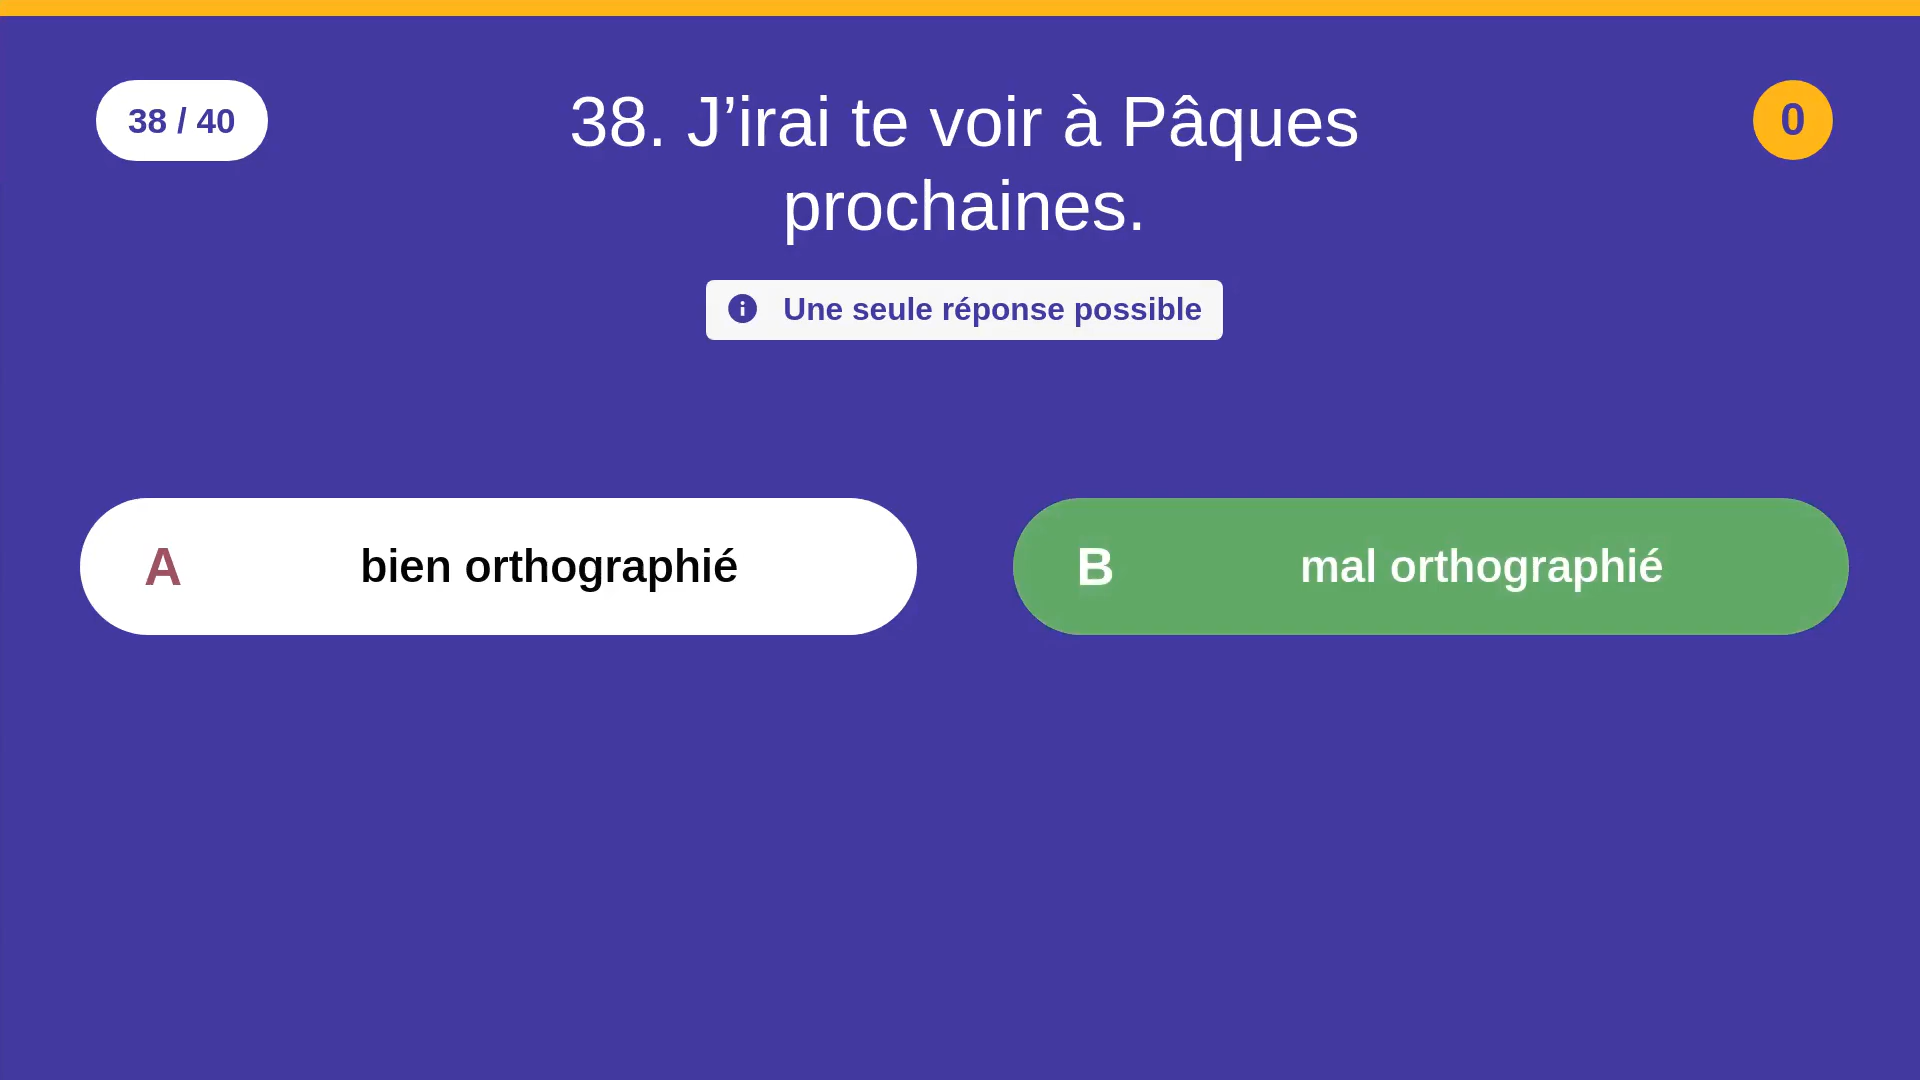 38 / 40
38. J’irai te voir à Pâques
prochaines.
0
Une seule réponse possible
A bien orthographié
B mal orthographié